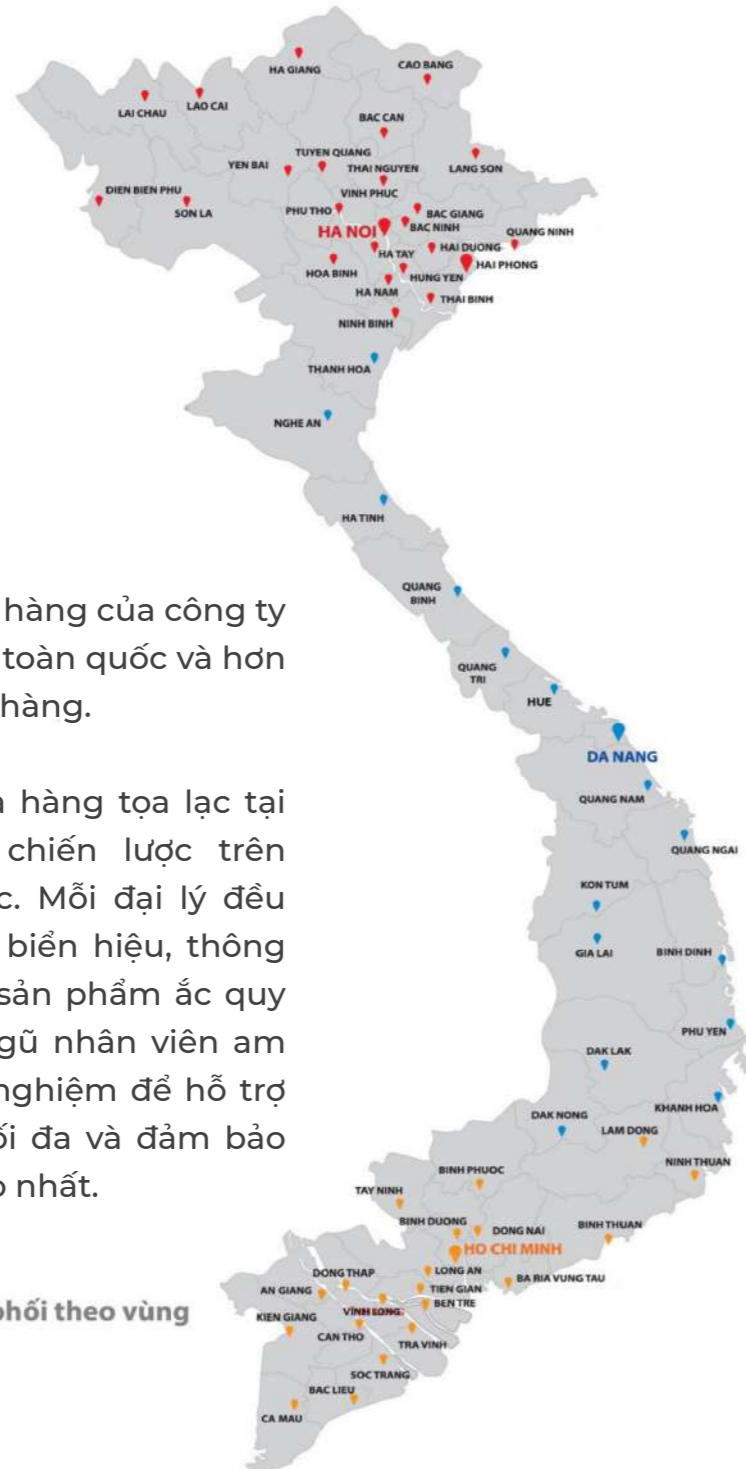 HA GIANG
CAO BANG
LAI CHAU
LAO CAI
BAC CAN
TUYEN QUANG
YEN BAI
THAI NGUYEN
LANG SON
DIEN BIEN PHU
SON LA
VINH PHUC
PHU THO
BAC GIANG
BAC NINH
HA NOI
QUANG NINH
HAI DUONG
HA TAY
HAI PHONG
HOA BINH
HUNG YEN
HA NAM
THAI BINH
NINH BINH
THANH HOA
NGHE AN
HA TINH
QUANG
BINH
hàng của công ty
toàn quốc và hơn
hàng.
QUANG
TRI
HUE
DA NANG
hàng tọa lạc tại
chiến lược trên
Mỗi đại lý đều
biển hiệu, thông
sản phẩm ắc quy
gũ nhân viên am
nghiệm để hỗ trợ
ối đa và đảm bảo
nhất.
QUANG NAM
QUANG NGAI
KON TUM
GIA LAI
BINH DINH
PHU YEN
DAK LAK
KHANH HOA
DAK NONG
LAM DONG
NINH THUAN
BINH PHUOC
TAY NINH
BINH DUONG
DONG NAI
BINH THUAN
HO CHI MINH
LONG AN
DONG THAP
BA RIA VUNG TAU
AN GIANG
TIEN GIAN
BEN TRE
phối theo vùng
KIEN GIANG
VĨNH LONG
CAN THO
TRA VINH
SOC TRANG
BAC LIEU
CA MAU